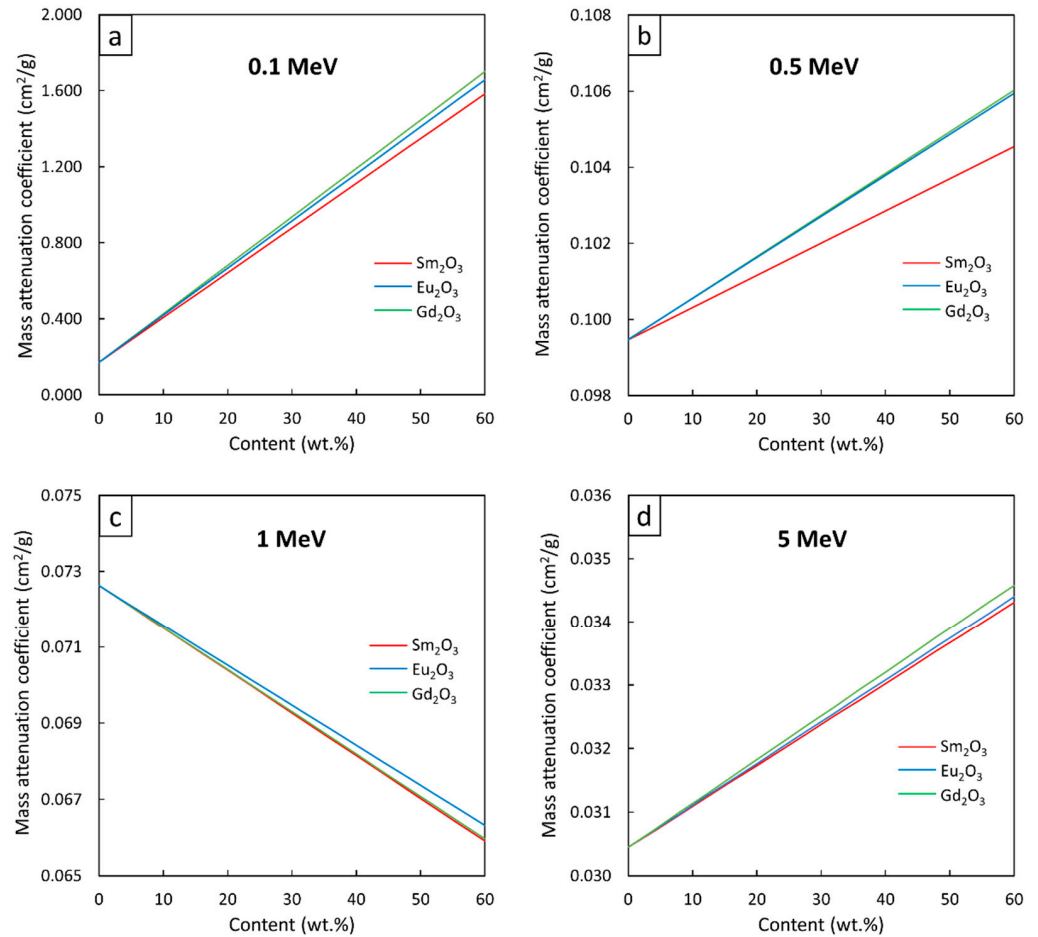 a
0.1 MeV
Mass attenuation coefficient (cm²/g)
2.000
1.600
1.200
0.800
0.400
0.000
Sm₂O₃
Eu₂O₃
Gd₂O₃
0 10 20 30 40 50 60
Content (wt.%)
b
0.5 MeV
Mass attenuation coefficient (cm²/g)
0.108
0.106
0.104
0.102
0.100
0.098
Sm₂O₃
Eu₂O₃
Gd₂O₃
0 10 20 30 40 50 60
Content (wt.%)
c
1 MeV
Mass attenuation coefficient (cm²/g)
0.075
0.073
0.071
0.069
0.067
0.065
Sm₂O₃
Eu₂O₃
Gd₂O₃
0 10 20 30 40 50 60
Content (wt.%)
d
5 MeV
Mass attenuation coefficient (cm²/g)
0.036
0.035
0.034
0.033
0.032
0.031
0.030
Sm₂O₃
Eu₂O₃
Gd₂O₃
0 10 20 30 40 50 60
Content (wt.%)